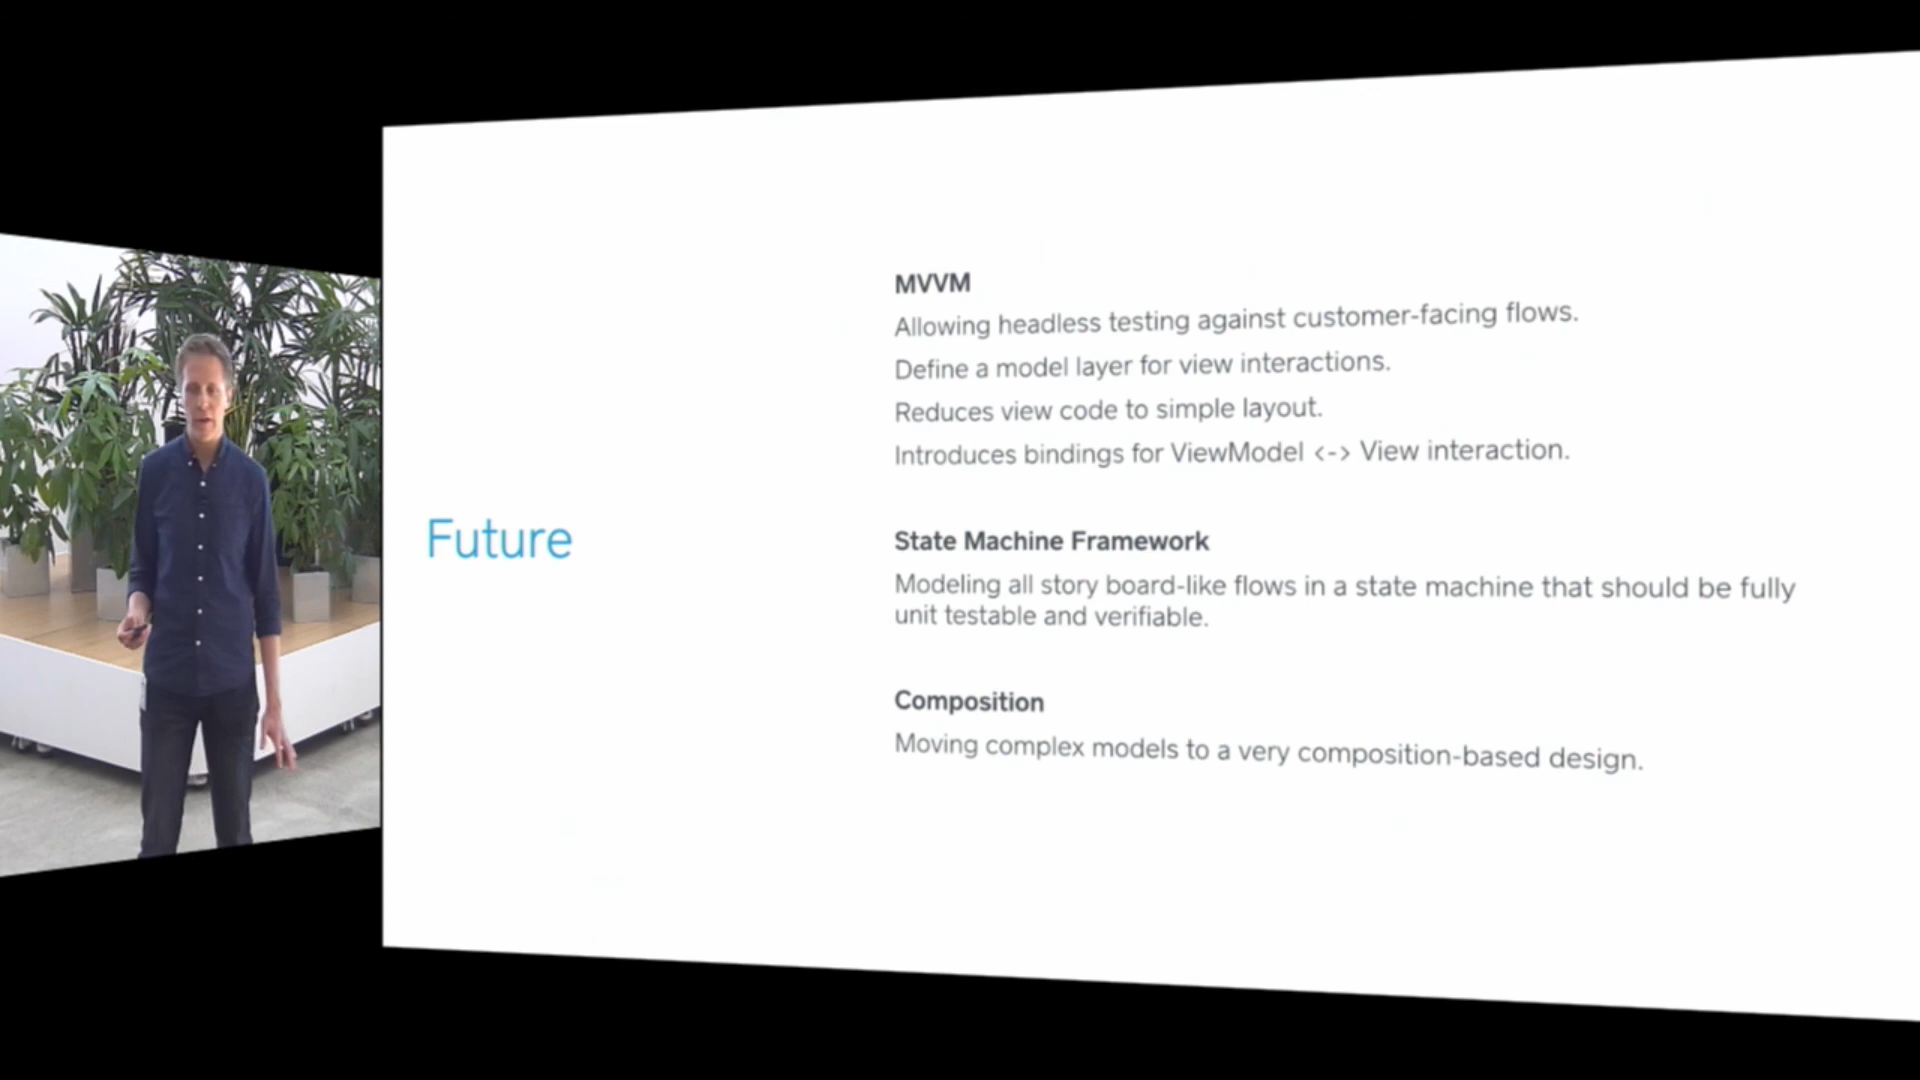 Future
MVVM
Allowing headless testing against customer-facing flows.
Define a model layer for view interactions.
Reduces view code to simple layout.
Introduces bindings for ViewModel <-> View interaction.
State Machine Framework
Modeling all story board-like flows in a state machine that should be fully
unit testable and verifiable.
Composition
Moving complex models to a very composition-based design.